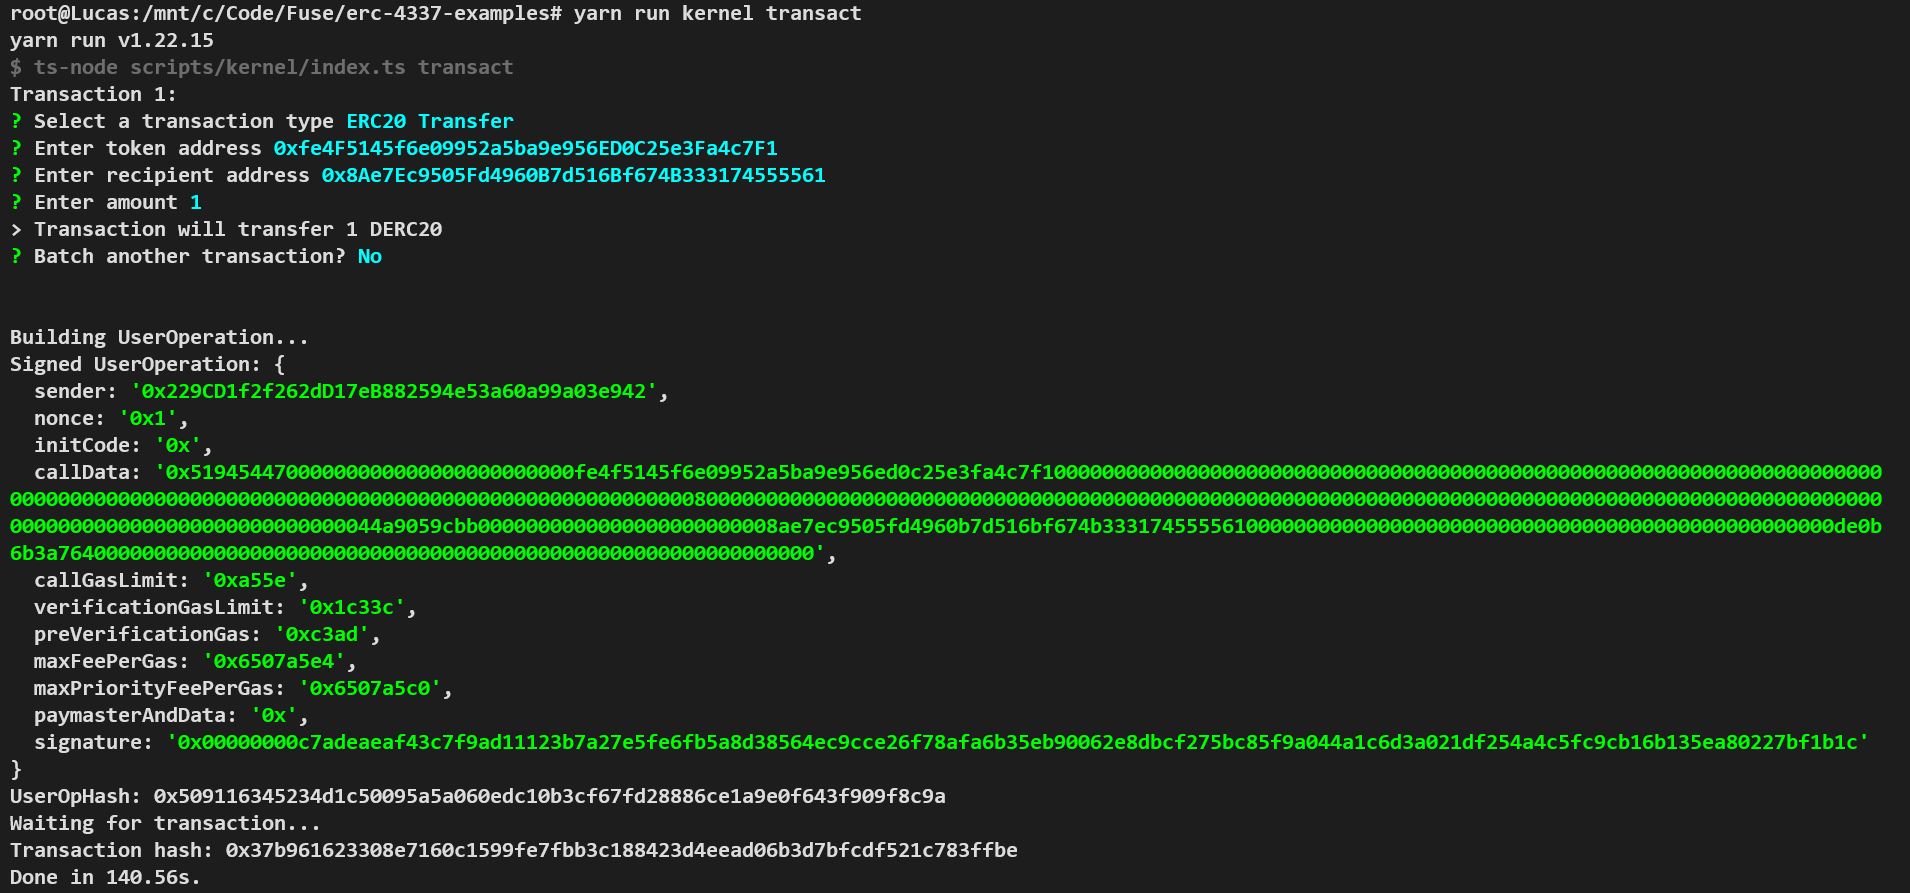 root@Lucas:/mnt/c/Code/Fuse/erc-4337-examples# yarn run kernel transact
yarn run v1.22.15
$ ts-node scripts/kernel/index.ts transact
Transaction 1:
? Select a transaction type ERC20 Transfer
? Enter token address 0xfe4F5145f6e09952a5ba9e956ED0C25e3Fa4c7F1
? Enter recipient address 0x8Ae7Ec9505Fd4960B7d516Bf674B333174555561
? Enter amount 1
> Transaction will transfer 1 DERC20
? Batch another transaction? No
Building UserOperation...
Signed UserOperation: {
sender: '0x229CD1f2f262dD17eB882594e53a60a99a03e942',
nonce: '0x1',
initCode: '0x',
callData: '0x51945447000000000000000000000000fe4f5145f6e09952a5ba9e956ed0c25e3fa4c7f1000000000000000000000000000000000000000000000000000000000000000000000
000000000000000000000000000000000000000000000000000000000800000000000000000000000000000000000000000000000000000000000000000000000000000000000000000000000000
0000000000000000000000000000044a9059cbb0000000000000000000000008ae7ec9505fd4960b7d516bf674b3331745555610000000000000000000000000000000000000000000000000de0b
6b3a764000000000000000000000000000000000000000000000000000000000000',
callGasLimit: '0xa55e',
verificationGasLimit: '0x1c33c',
preVerificationGas: '0xc3ad',
maxFeePerGas: '0x6507a5e4',
maxPriorityFeePerGas: '0x6507a5c0',
paymasterAndData: '0x',
signature: '0x00000000c7adeaeaf43c7f9ad11123b7a27e5fe6fb5a8d38564ec9cce26f78afa6b35eb90062e8dbcf275bc85f9a044a1c6d3a021df254a4c5fc9cb16b135ea80227bf1b1c'
}
UserOpHash: 0x509116345234d1c50095a5a060edc10b3cf67fd28886ce1a9e0f643f909f8c9a
Waiting for transaction...
Transaction hash: 0x37b961623308e7160c1599fe7fbb3c188423d4eead06b3d7bfcdf521c783ffbe
Done in 140.56s.